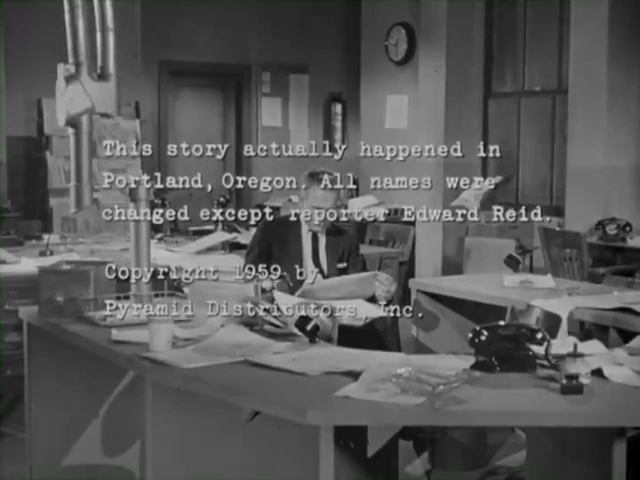 This story actually happened in
Portland, Oregon. All names were
changed except reporter Edward Reid.
Copyright 1959 by
Pyramid Distributors, Inc.